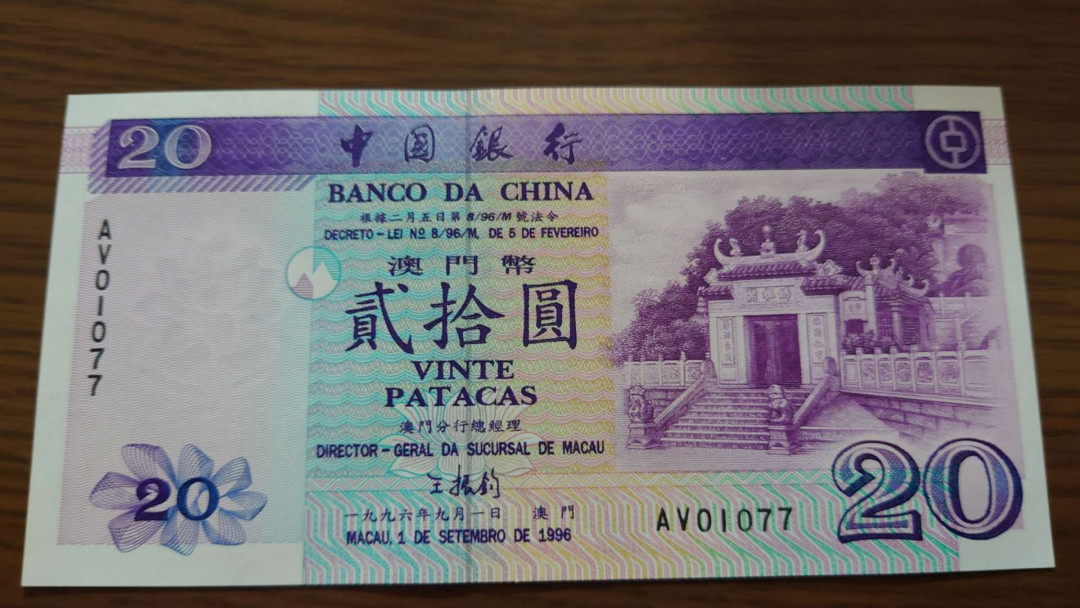 20
中國銀行
BANCO DA CHINA
根據二月五日第 8/96/M 號法令
DECRETO-LEI Nº 8/96/M, DE 5 DE FEVEREIRO
澳門幣
貳拾圓
VINTE
PATACAS
澳門分行總經理
DIRECTOR-GERAL DA SUCURSAL DE MACAU
王振鈞
一九九六年九月一日 澳門
MACAU, 1 DE SETEMBRO DE 1996
AV01077
20
AV01077
20